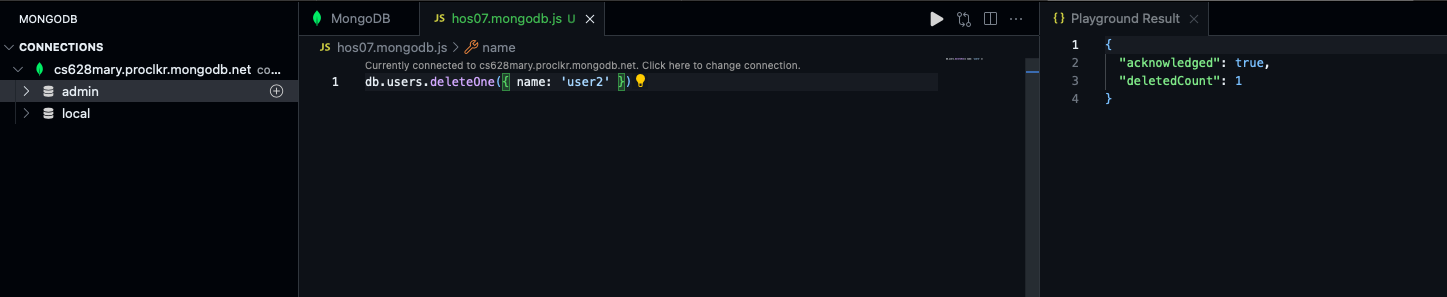 MONGODB
CONNECTIONS
cs628mary.proclkr.mongodb.net co...
admin
local
MongoDB
JS hos07.mongodb.js U
JS hos07.mongodb.js > name
Currently connected to cs628mary.proclkr.mongodb.net. Click here to change connection.
1 db.users.deleteOne({ name: 'user2' })
{} Playground Result
1 {
2 "acknowledged": true,
3 "deletedCount": 1
4 }